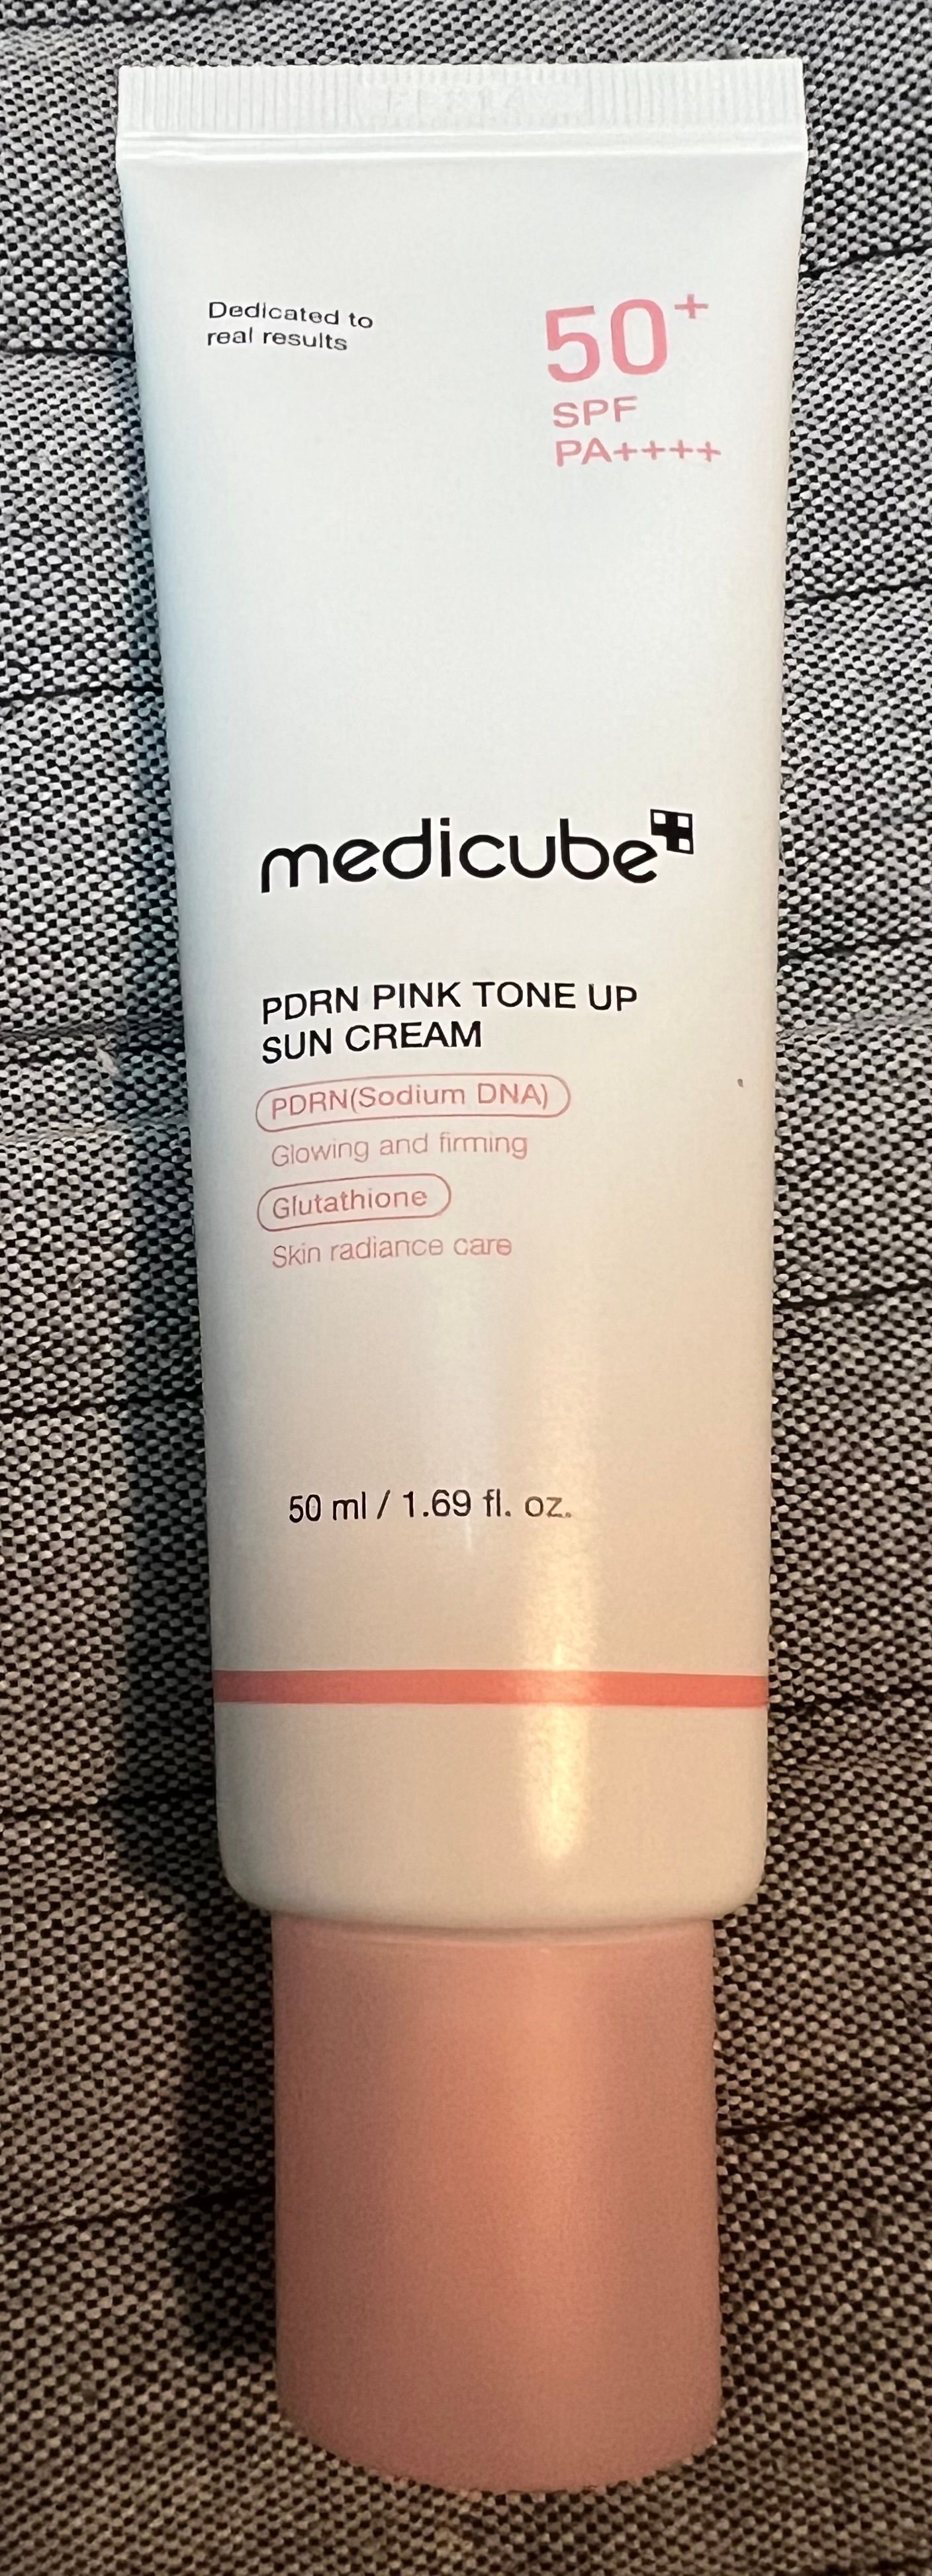 Dedicated to
real results
50+
SPF
PA++++
medicube
PDRN PINK TONE UP
SUN CREAM
PDRN(Sodium DNA)
Glowing and firming
Glutathione
Skin radiance care
50 ml / 1.69 fl. oz.